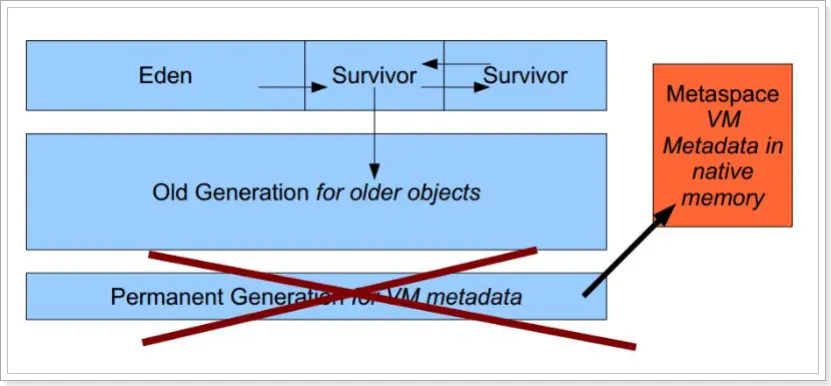 Eden
Survivor
Survivor
Old Generation for older objects
Permanent Generation for VM metadata
Metaspace
VM
Metadata in
native
memory